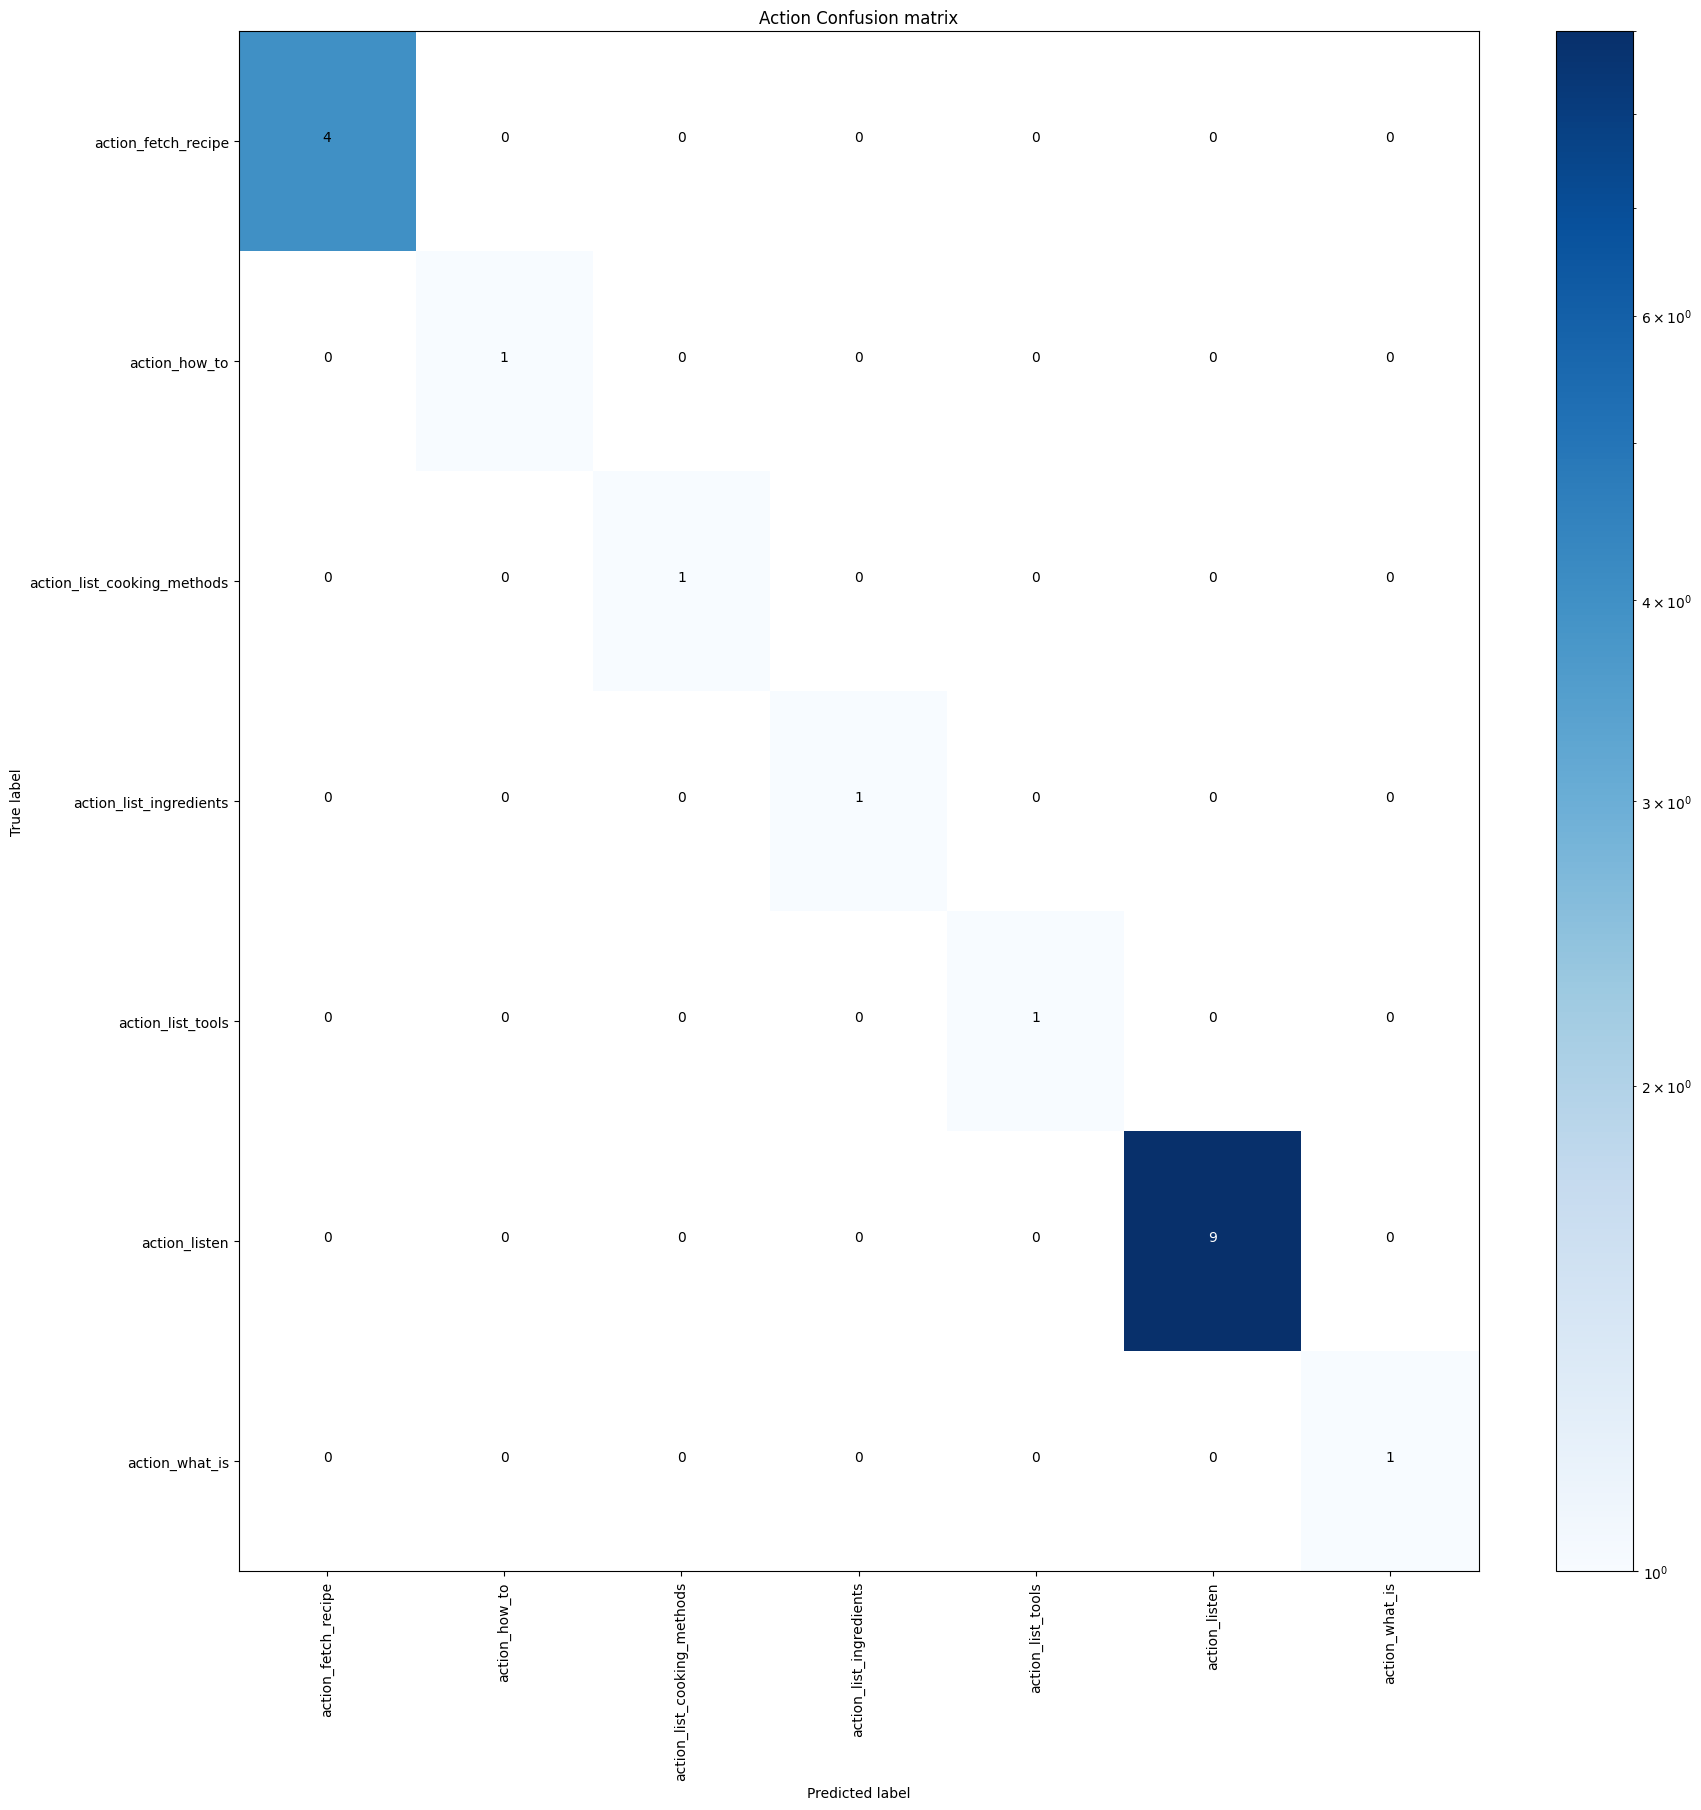 Action Confusion matrix
action_fetch_recipe 4 0 0 0 0 0 0
action_how_to 0 1 0 0 0 0 0
action_list_cooking_methods 0 0 1 0 0 0 0
action_list_ingredients 0 0 0 1 0 0 0
action_list_tools 0 0 0 0 1 0 0
action_listen 0 0 0 0 0 9 0
action_what_is 0 0 0 0 0 0 1
True label
action_fetch_recipe
action_how_to
action_list_cooking_methods
action_list_ingredients
action_list_tools
action_listen
action_what_is
Predicted label
6 × 10⁰
4 × 10⁰
3 × 10⁰
2 × 10⁰
10⁰